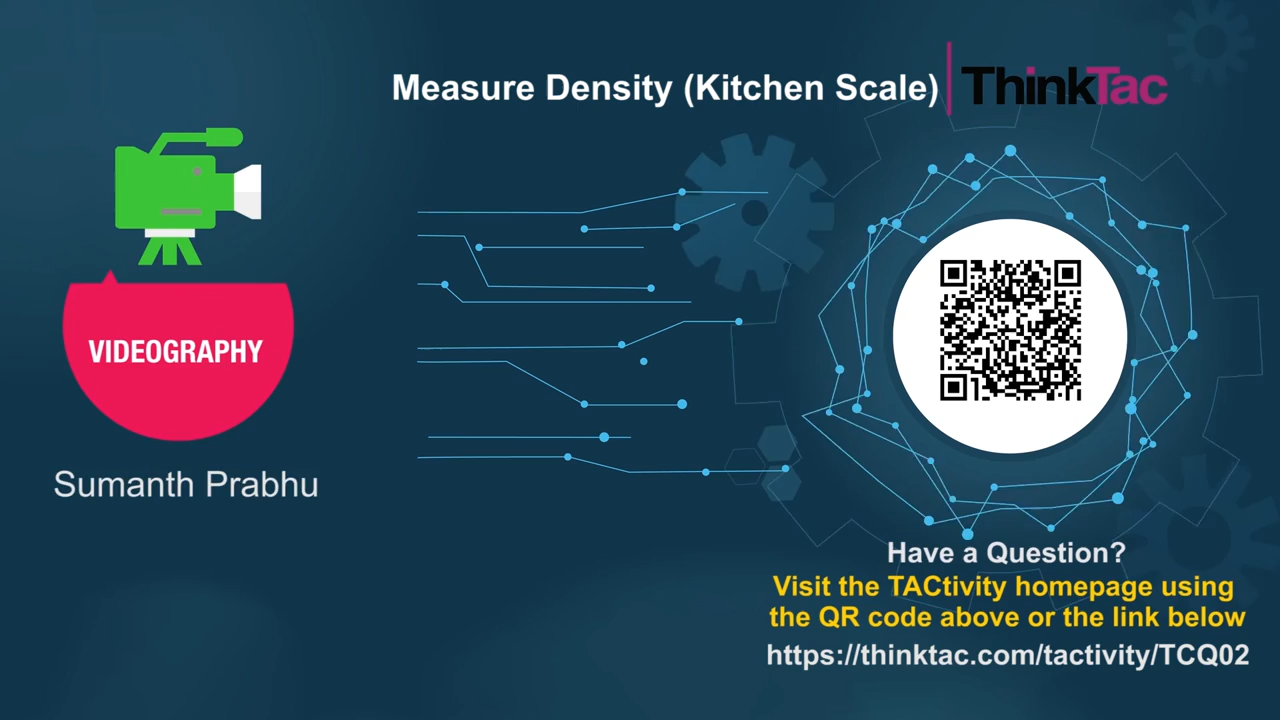 Measure Density (Kitchen Scale)
ThinkTac
VIDEOGRAPHY
Sumanth Prabhu
Have a Question?
Visit the TACtivity homepage using
the QR code above or the link below
https://thinktac.com/tactivity/TCQ02